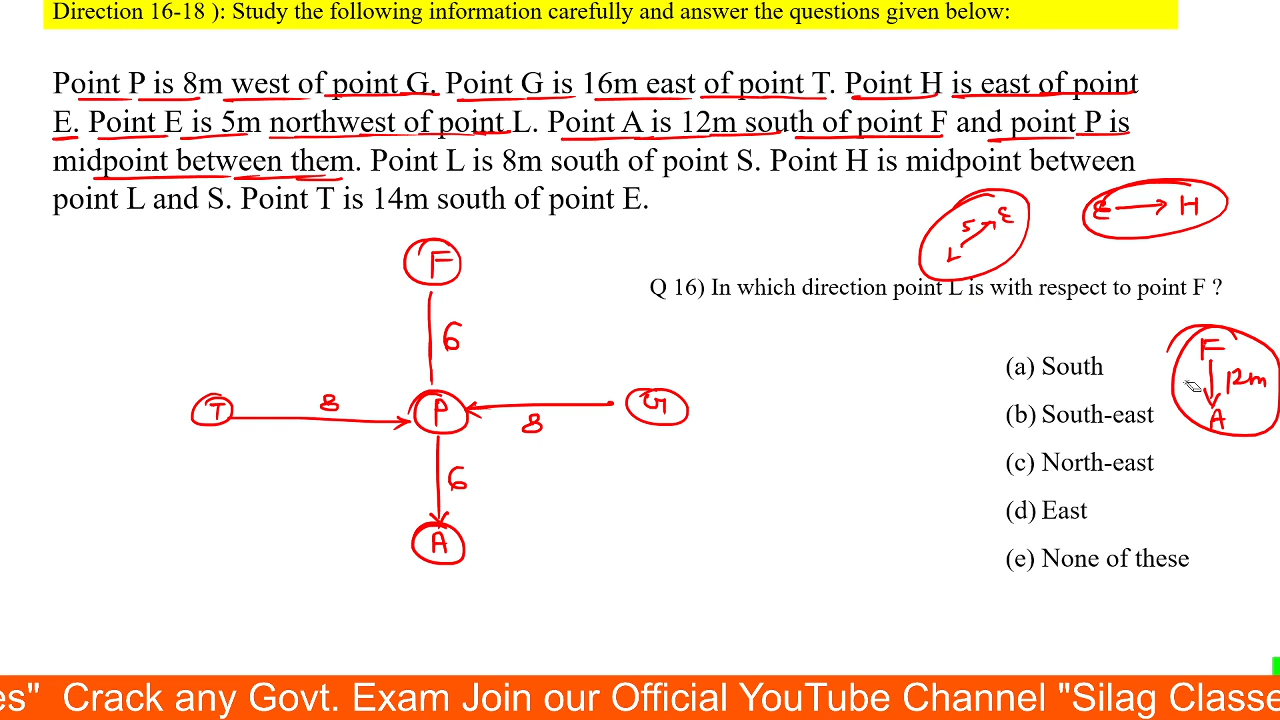 Direction 16-18 ): Study the following information carefully and answer the questions given below:
Point P is 8m west of point G. Point G is 16m east of point T. Point H is east of point
E. Point E is 5m northwest of point L. Point A is 12m south of point F and point P is
midpoint between them. Point L is 8m south of point S. Point H is midpoint between
point L and S. Point T is 14m south of point E.
L 5 E
E H
Q 16) In which direction point L is with respect to point F ?
F
6
T 8 P 8 G
6
A
(a) South
(b) South-east
(c) North-east
(d) East
(e) None of these
F
12m
A
es" Crack any Govt. Exam Join our Official YouTube Channel "Silag Classe